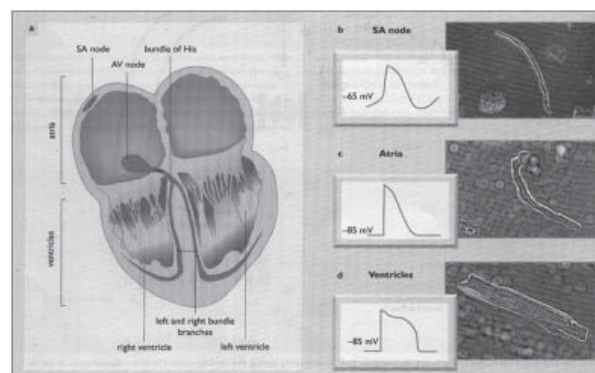 a
SA node
bundle of His
AV node
atria
ventricles
left and right bundle
branches
right ventricle
left ventricle
b SA node
–65 mV
c Atria
–85 mV
d Ventricles
–85 mV